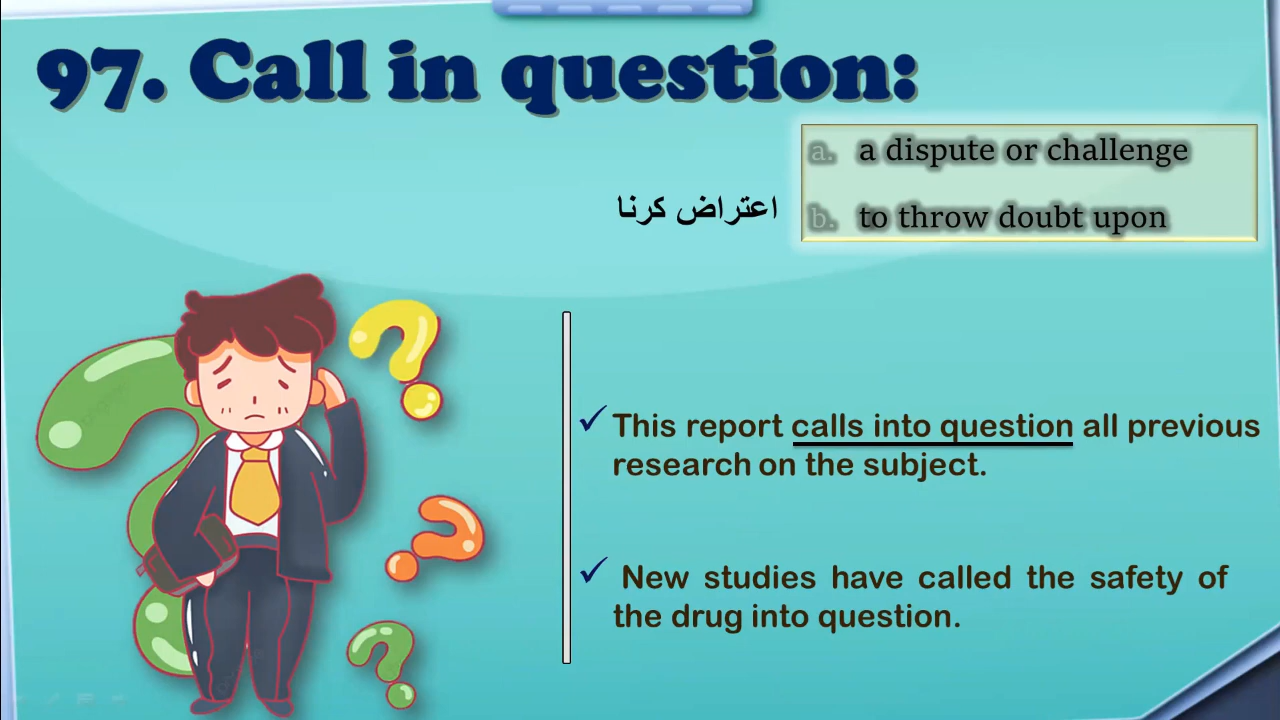 97. Call in question:
a. a dispute or challenge
اعتراض کرنا
b. to throw doubt upon
This report calls into question all previous
research on the subject.
New studies have called the safety of
the drug into question.